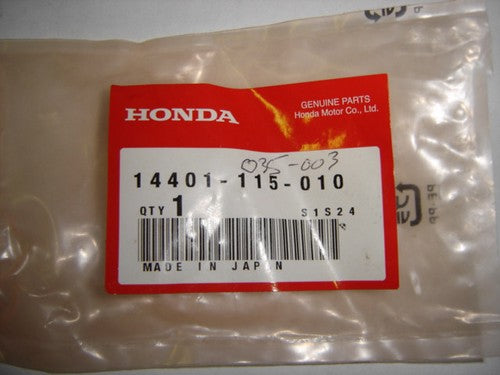 HONDA
GENUINE PARTS
Honda Motor Co., Ltd.
035-003
14401-115-010
QTY 1
S1S24
MADE IN JAPAN